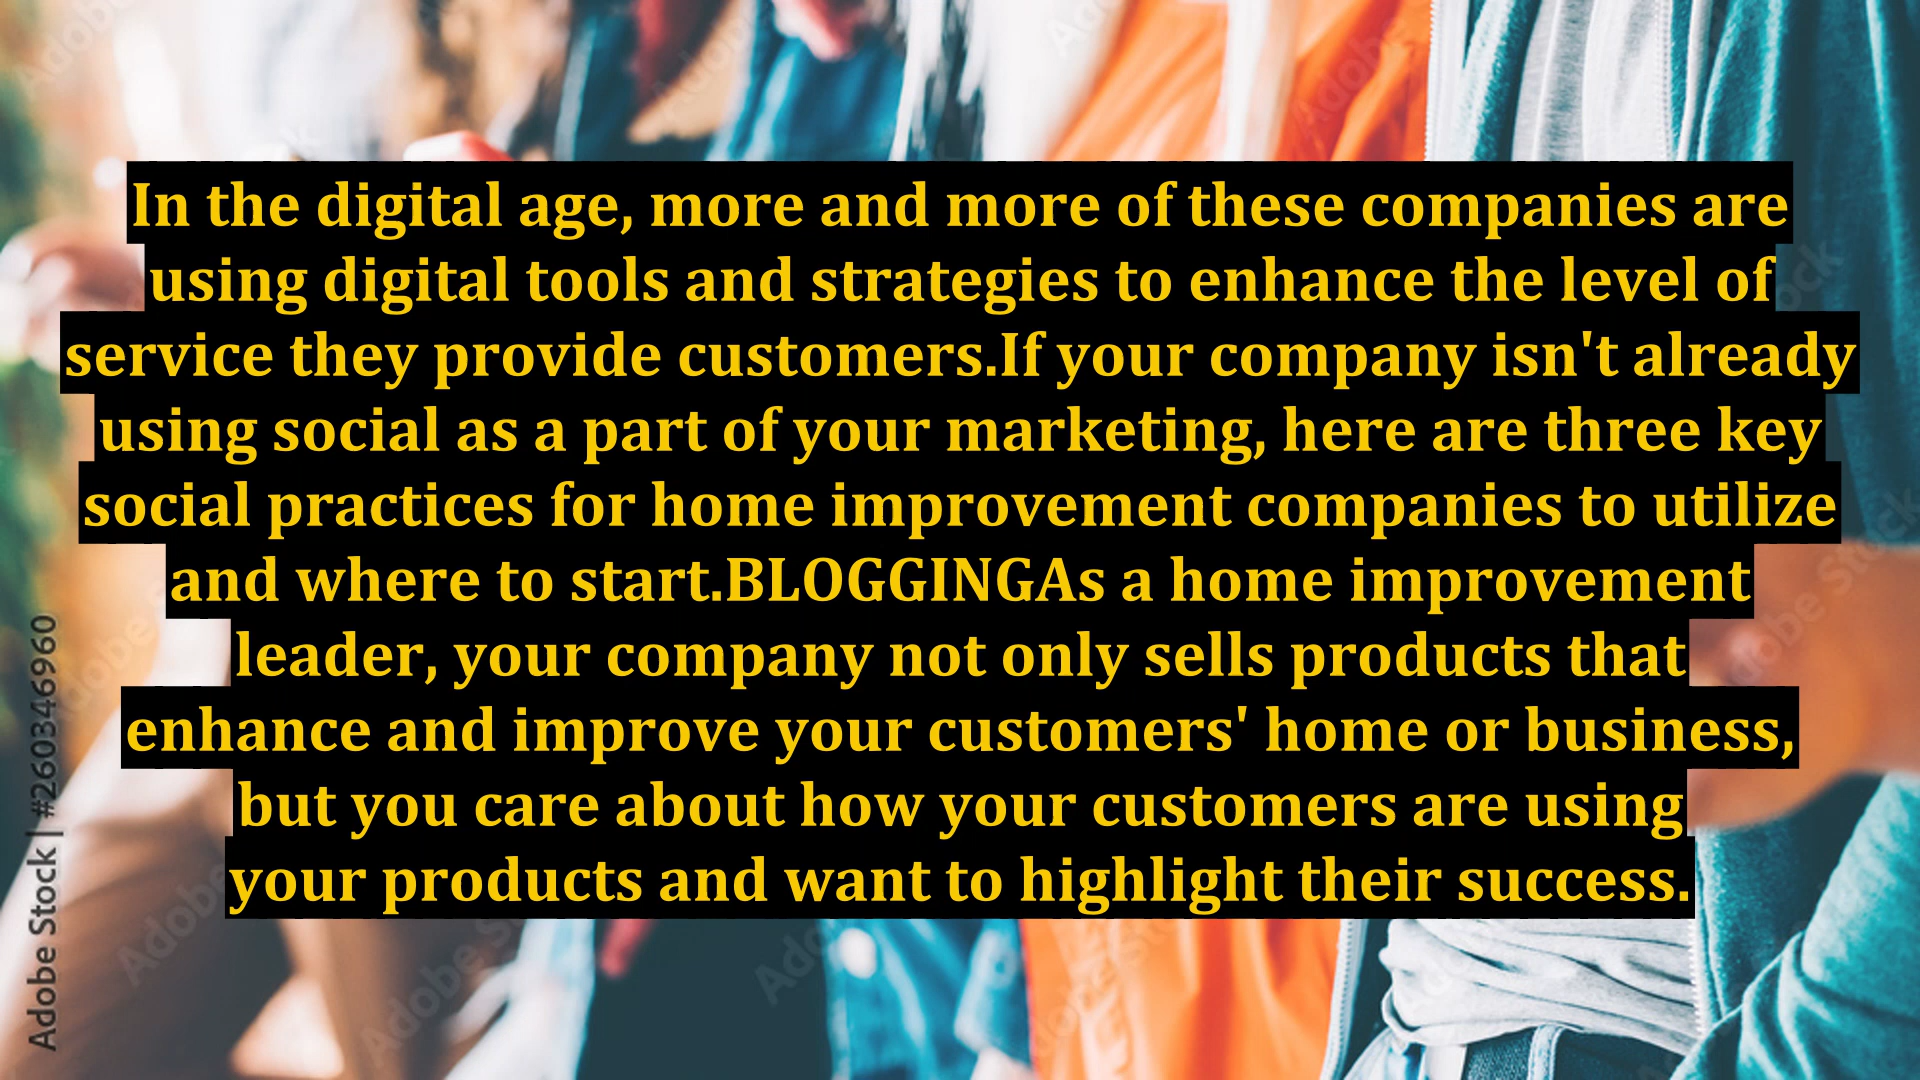 In the digital age, more and more of these companies are
using digital tools and strategies to enhance the level of
service they provide customers.If your company isn't already
using social as a part of your marketing, here are three key
social practices for home improvement companies to utilize
and where to start.BLOGGINGAs a home improvement
leader, your company not only sells products that
enhance and improve your customers' home or business,
but you care about how your customers are using
your products and want to highlight their success.
Adobe Stock | #260346960